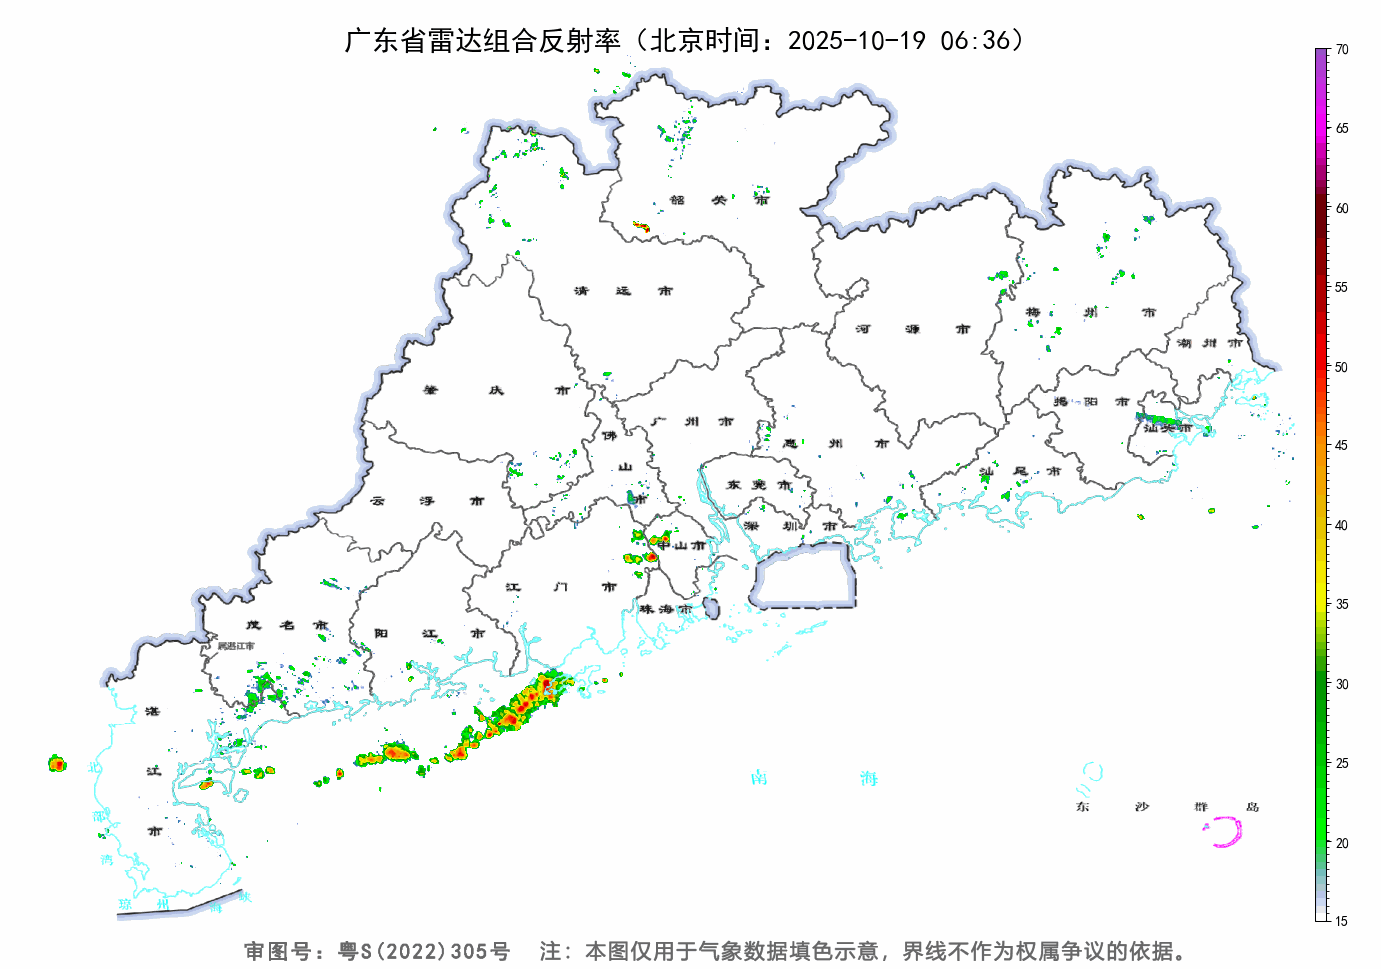 广东省雷达组合反射率（北京时间：2025-10-19 06:36）
70
65
60
55
50
45
40
35
30
25
20
15
韶关市
清远市
河源市
梅州市
潮州市
肇庆市
广州市
佛山市
惠州市
揭阳市
汕头市
汕尾市
云浮市
东莞市
深圳市
中山市
江门市
珠海市
茂名市
阳江市
属湛江市
湛江市
北部湾
琼州海峡
南海
东沙群岛
审图号：粤S(2022)305号 注：本图仅用于气象数据填色示意，界线不作为权属争议的依据。